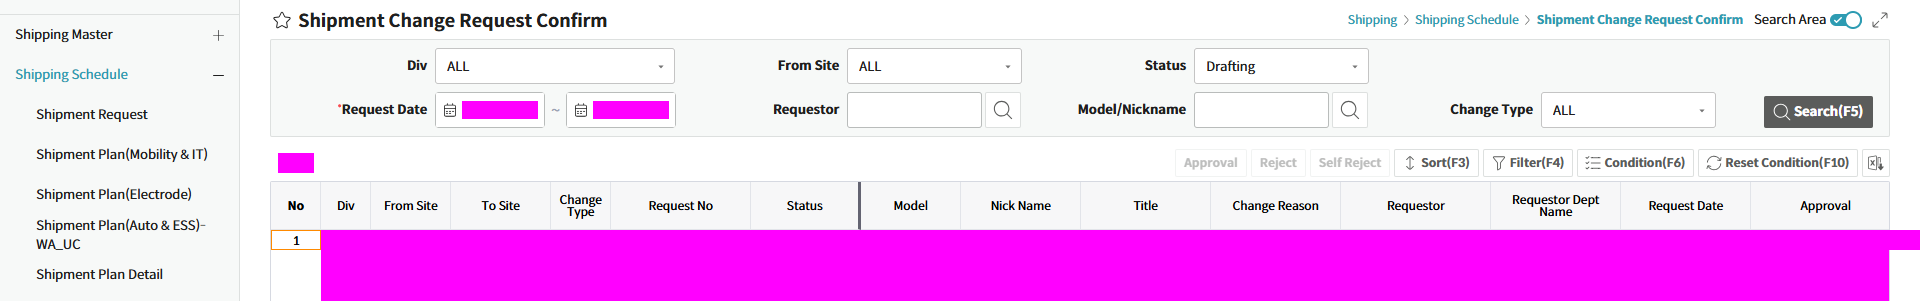 Shipping Master
Shipping Schedule
Shipment Request
Shipment Plan(Mobility & IT)
Shipment Plan(Electrode)
Shipment Plan(Auto & ESS)-
WA_UC
Shipment Plan Detail
Shipment Change Request Confirm
Shipping > Shipping Schedule > Shipment Change Request Confirm Search Area
Div ALL From Site ALL Status Drafting
*Request Date ~ Requestor Model/Nickname Change Type ALL Search(F5)
Approval Reject Self Reject Sort(F3) Filter(F4) Condition(F6) Reset Condition(F10)
No Div From Site To Site Change Type Request No Status Model Nick Name Title Change Reason Requestor Requestor Dept Name Request Date Approval
1